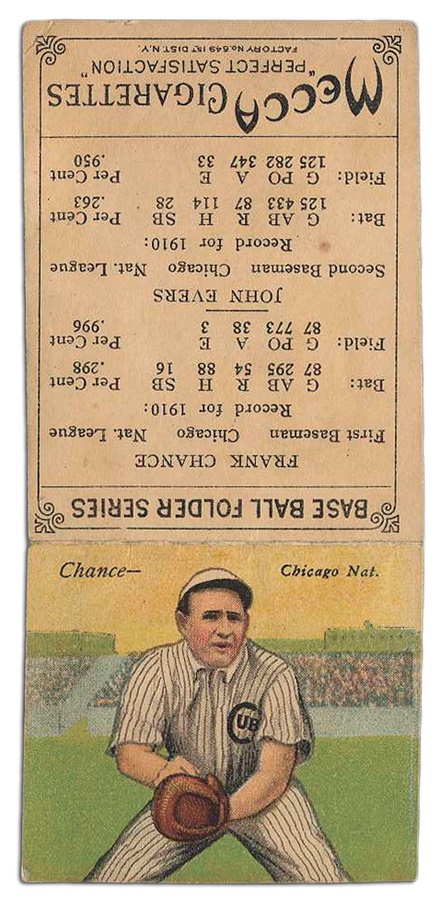 BASE BALL FOLDER SERIES
FRANK CHANCE
First Baseman Chicago Nat. League
Record for 1910:
Bat: G AB R H SB Per Cent
87 295 54 88 16 .298
Field: G PO A E Per Cent
87 773 38 3 .996
JOHN EVERS
Second Baseman Chicago Nat. League
Record for 1910:
Bat: G AB R H SB Per Cent
125 433 87 114 28 .263
Field: G PO A E Per Cent
125 282 347 33 .950
MECCA CIGARETTES
"PERFECT SATISFACTION"
FACTORY No. 649 1st DIST. N.Y.
Chance— Chicago Nat.
CUB